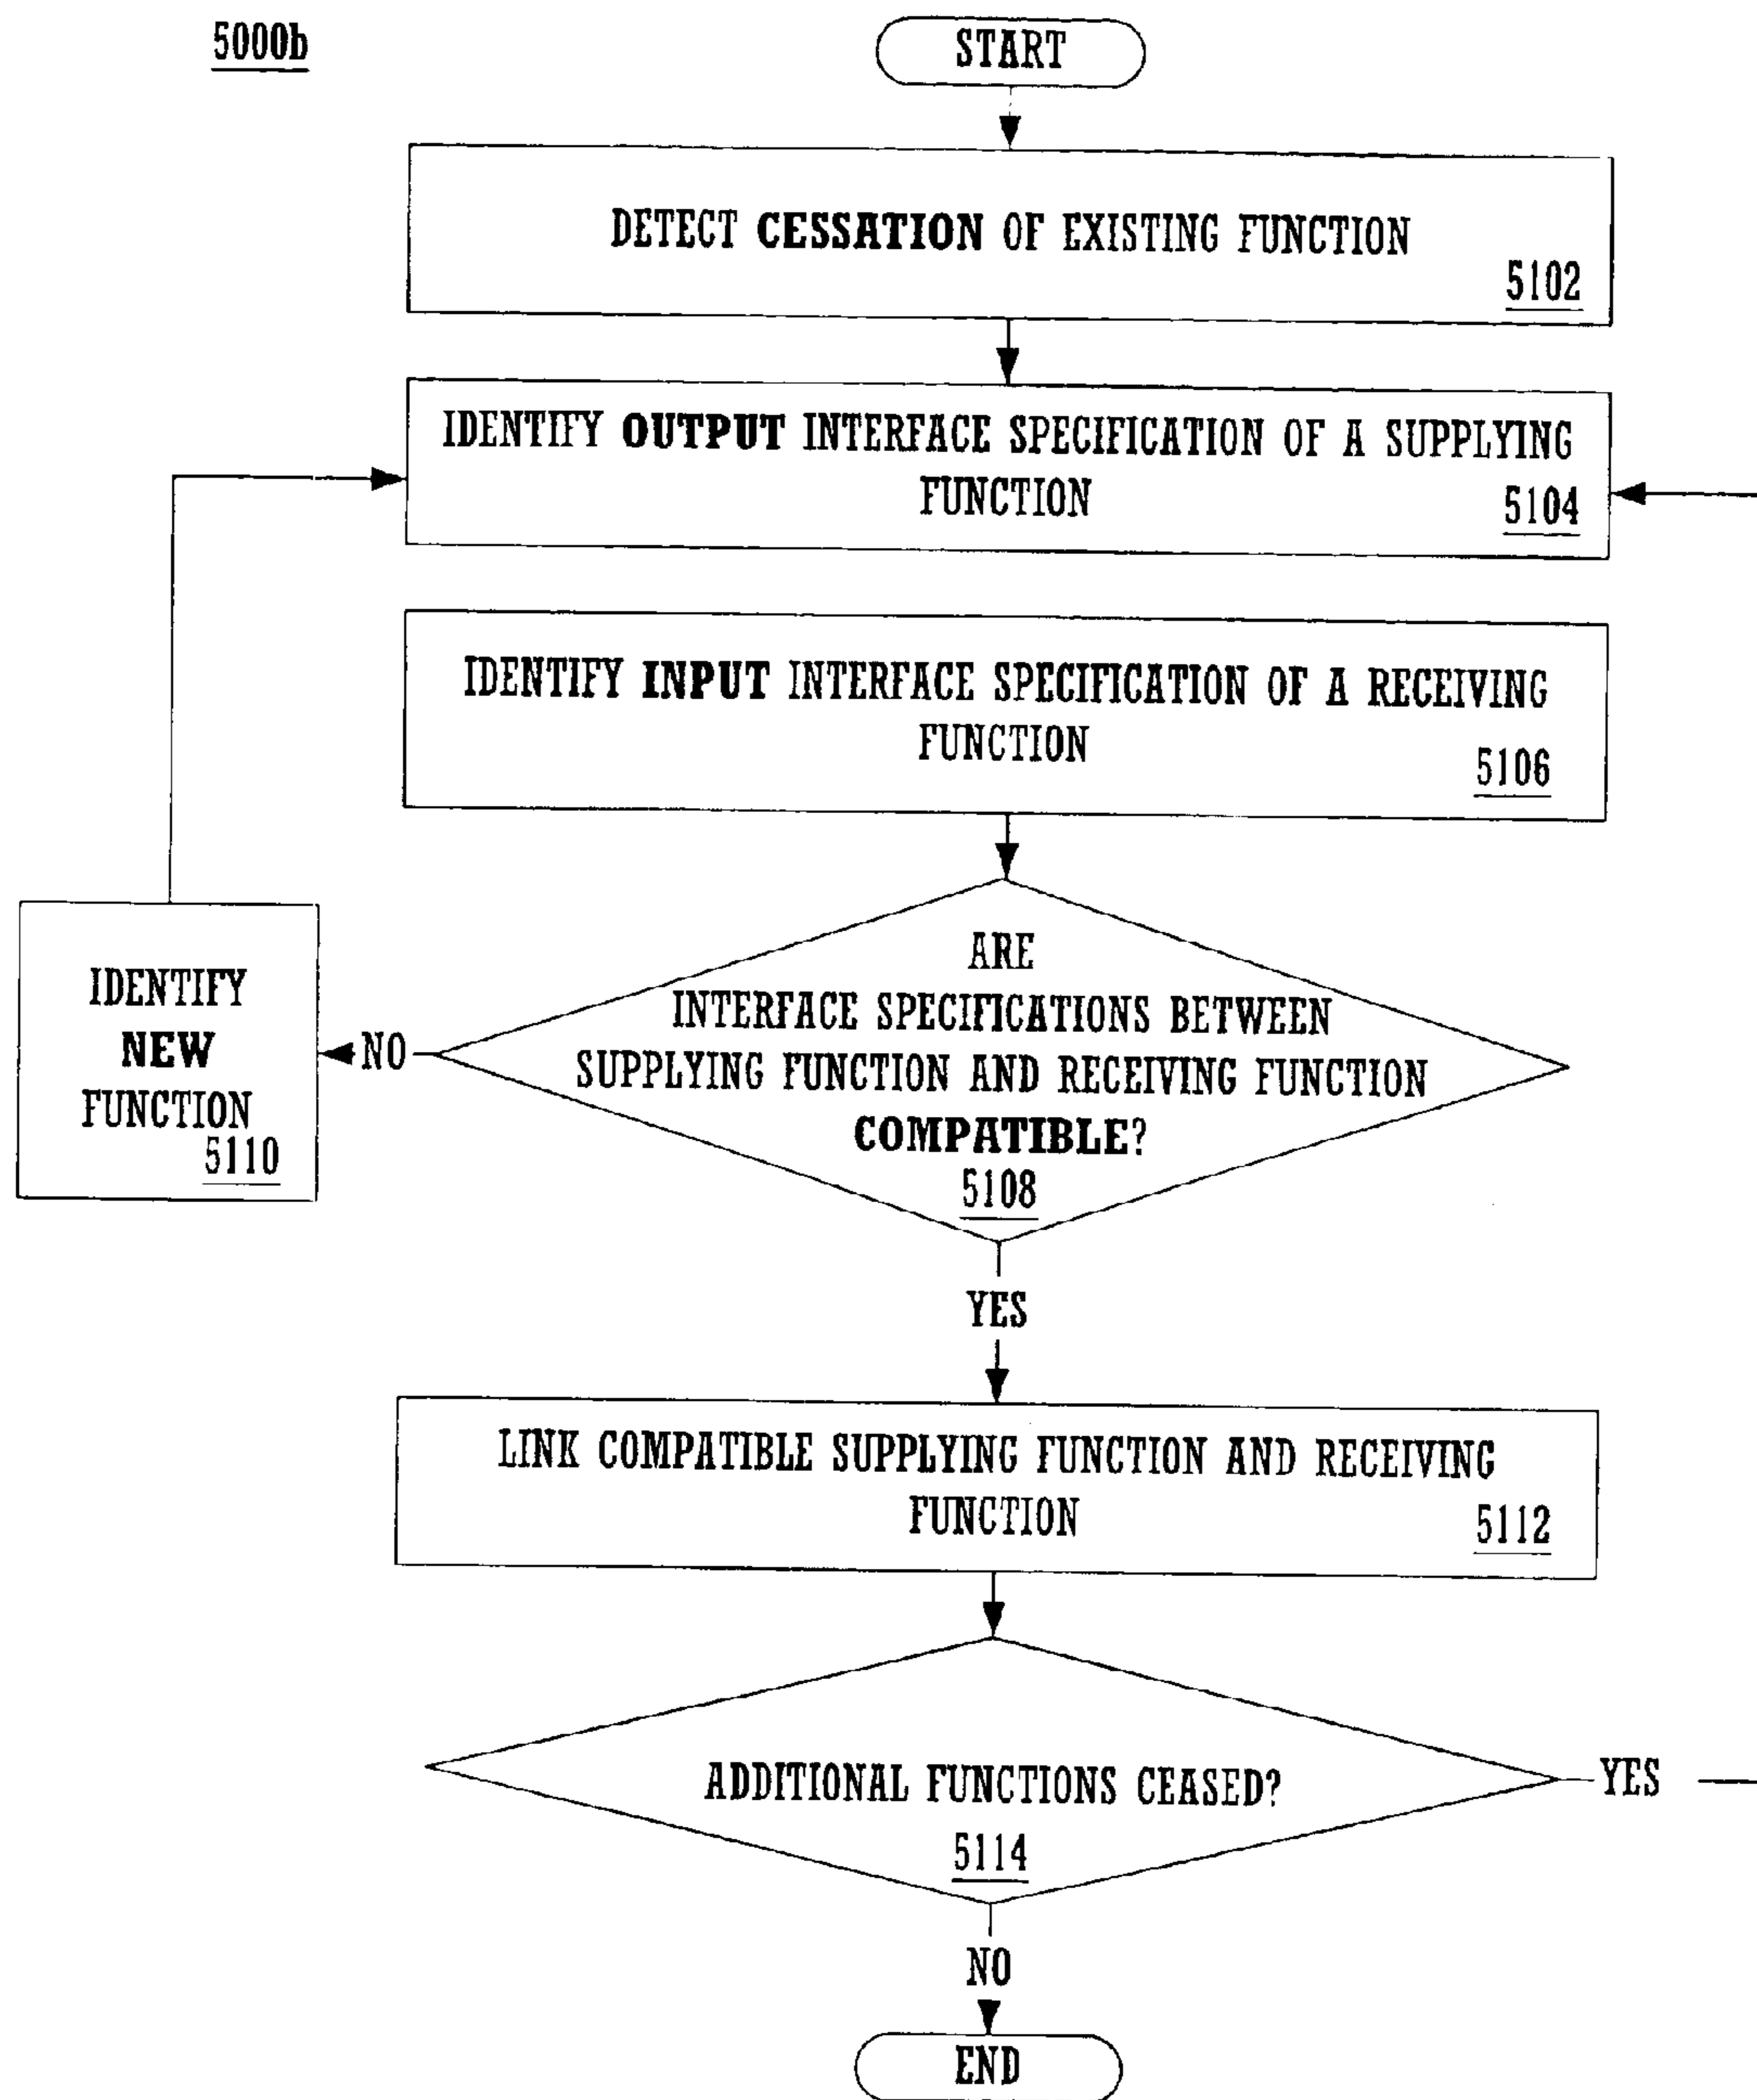 5000b
START
DETECT CESSATION OF EXISTING FUNCTION
5102
IDENTIFY OUTPUT INTERFACE SPECIFICATION OF A SUPPLYING
FUNCTION
5104
IDENTIFY INPUT INTERFACE SPECIFICATION OF A RECEIVING
FUNCTION
5106
ARE
INTERFACE SPECIFICATIONS BETWEEN
SUPPLYING FUNCTION AND RECEIVING FUNCTION
COMPATIBLE?
5108
NO
IDENTIFY
NEW
FUNCTION
5110
YES
LINK COMPATIBLE SUPPLYING FUNCTION AND RECEIVING
FUNCTION
5112
ADDITIONAL FUNCTIONS CEASED?
5114
YES
NO
END